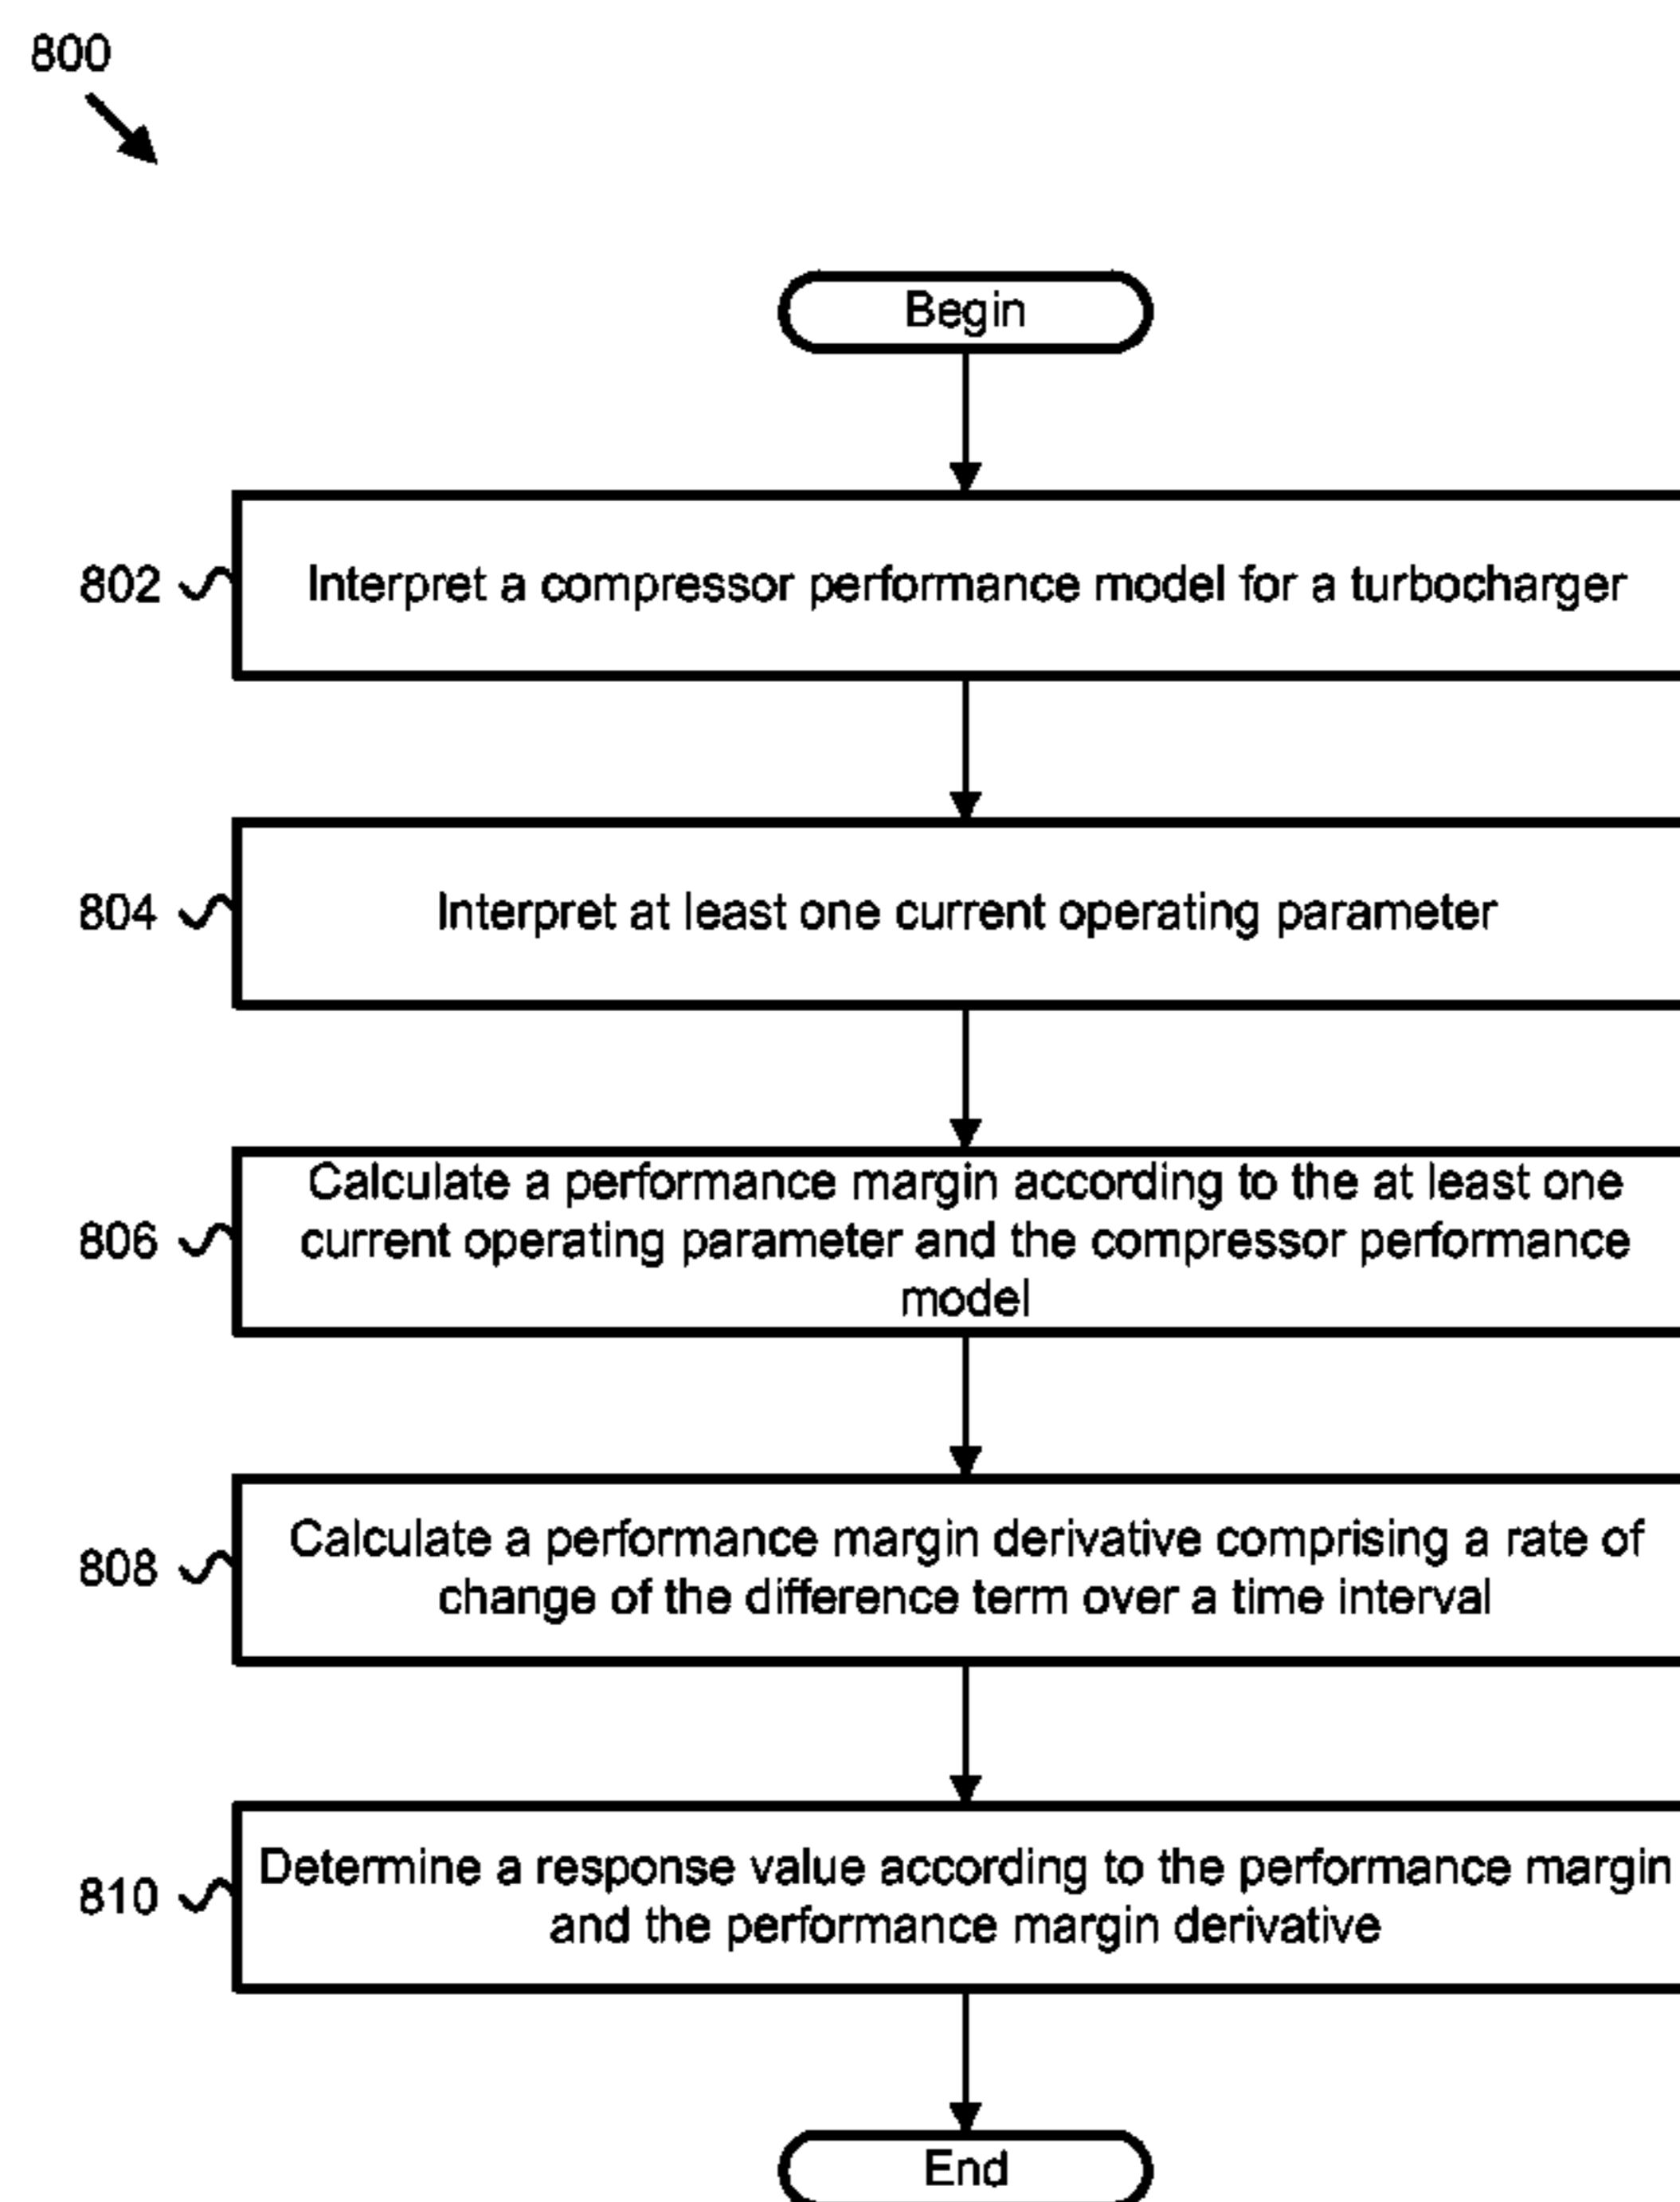 800
Begin
802
Interpret a compressor performance model for a turbocharger
804
Interpret at least one current operating parameter
806
Calculate a performance margin according to the at least one
current operating parameter and the compressor performance
model
808
Calculate a performance margin derivative comprising a rate of
change of the difference term over a time interval
810
Determine a response value according to the performance margin
and the performance margin derivative
End